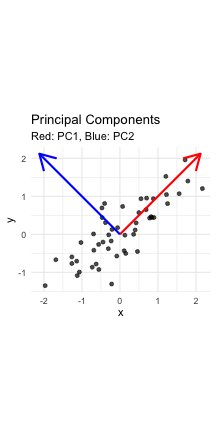 Principal Components
Red: PC1, Blue: PC2
2
1
0
-1
y
-2
-1
0
1
2
x